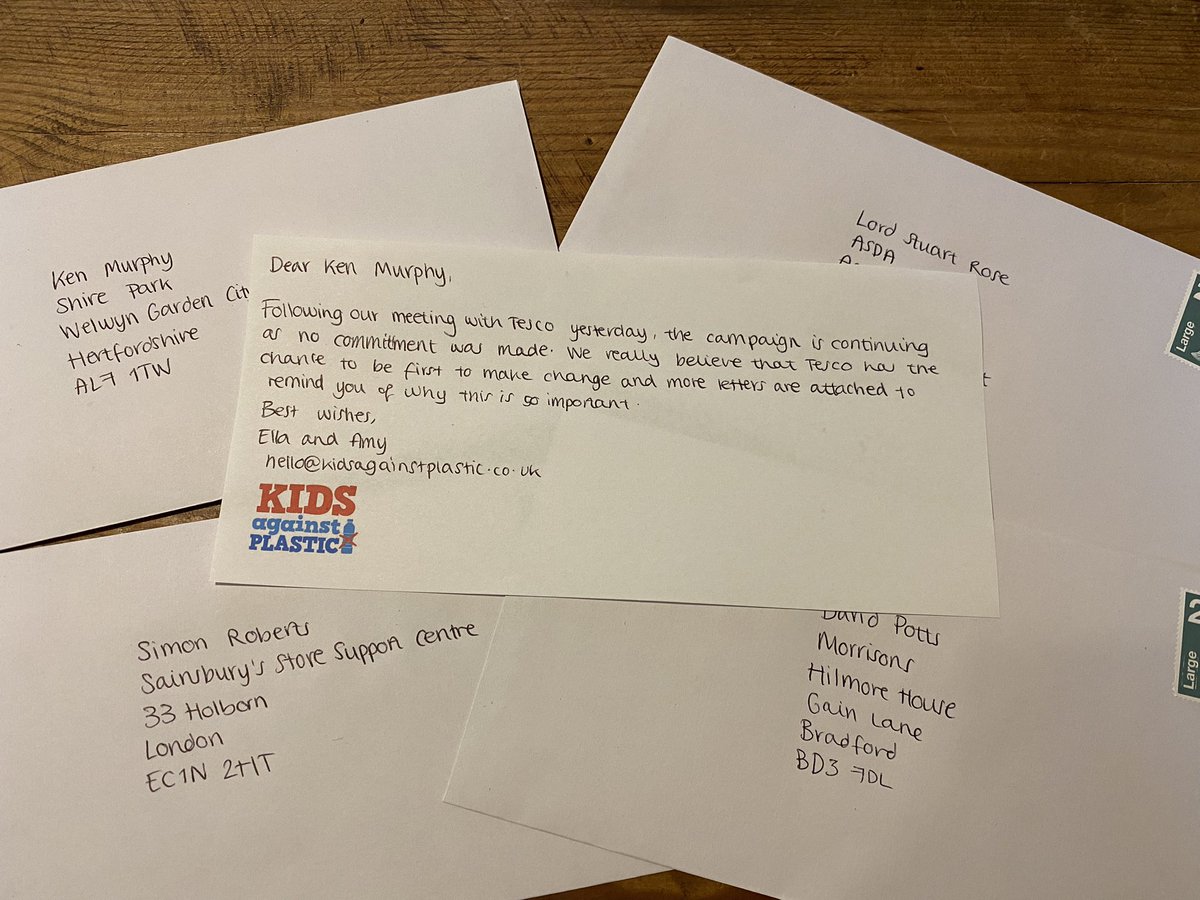 Ken Murphy
Shire Park
Welwyn Garden City
Hertfordshire
AL7 1TW
Lord Stuart Rose
ASDA
Large
Dear Ken Murphy,
Following our meeting with Tesco yesterday, the campaign is continuing
as no commitment was made. We really believe that Tesco has the
chance to be first to make change and more letters are attached to
remind you of why this is so important.
Best wishes,
Ella and Amy
hello@kidsagainstplastic.co.uk
KIDS
against
PLASTIC
Simon Roberts
Sainsbury's Store Support Centre
33 Holborn
London
EC1N 2HT
David Potts
Morrisons
Hilmore House
Gain Lane
Bradford
BD3 7DL
Large 2